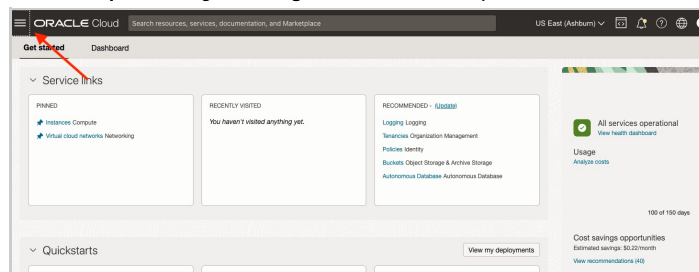 ORACLE Cloud
Search resources, services, documentation, and Marketplace
US East (Ashburn)
Get started
Dashboard
Service links
PINNED
Instances Compute
Virtual cloud networks Networking
RECENTLY VISITED
You haven't visited anything yet.
RECOMMENDED - (Update)
Logging Logging
Tenancies Organization Management
Policies Identity
Buckets Object Storage & Archive Storage
Autonomous Database Autonomous Database
All services operational
View health dashboard
Usage
Analyze costs
100 of 150 days
Cost savings opportunities
Estimated savings: $0.22/month
View recommendations (40)
Quickstarts
View my deployments